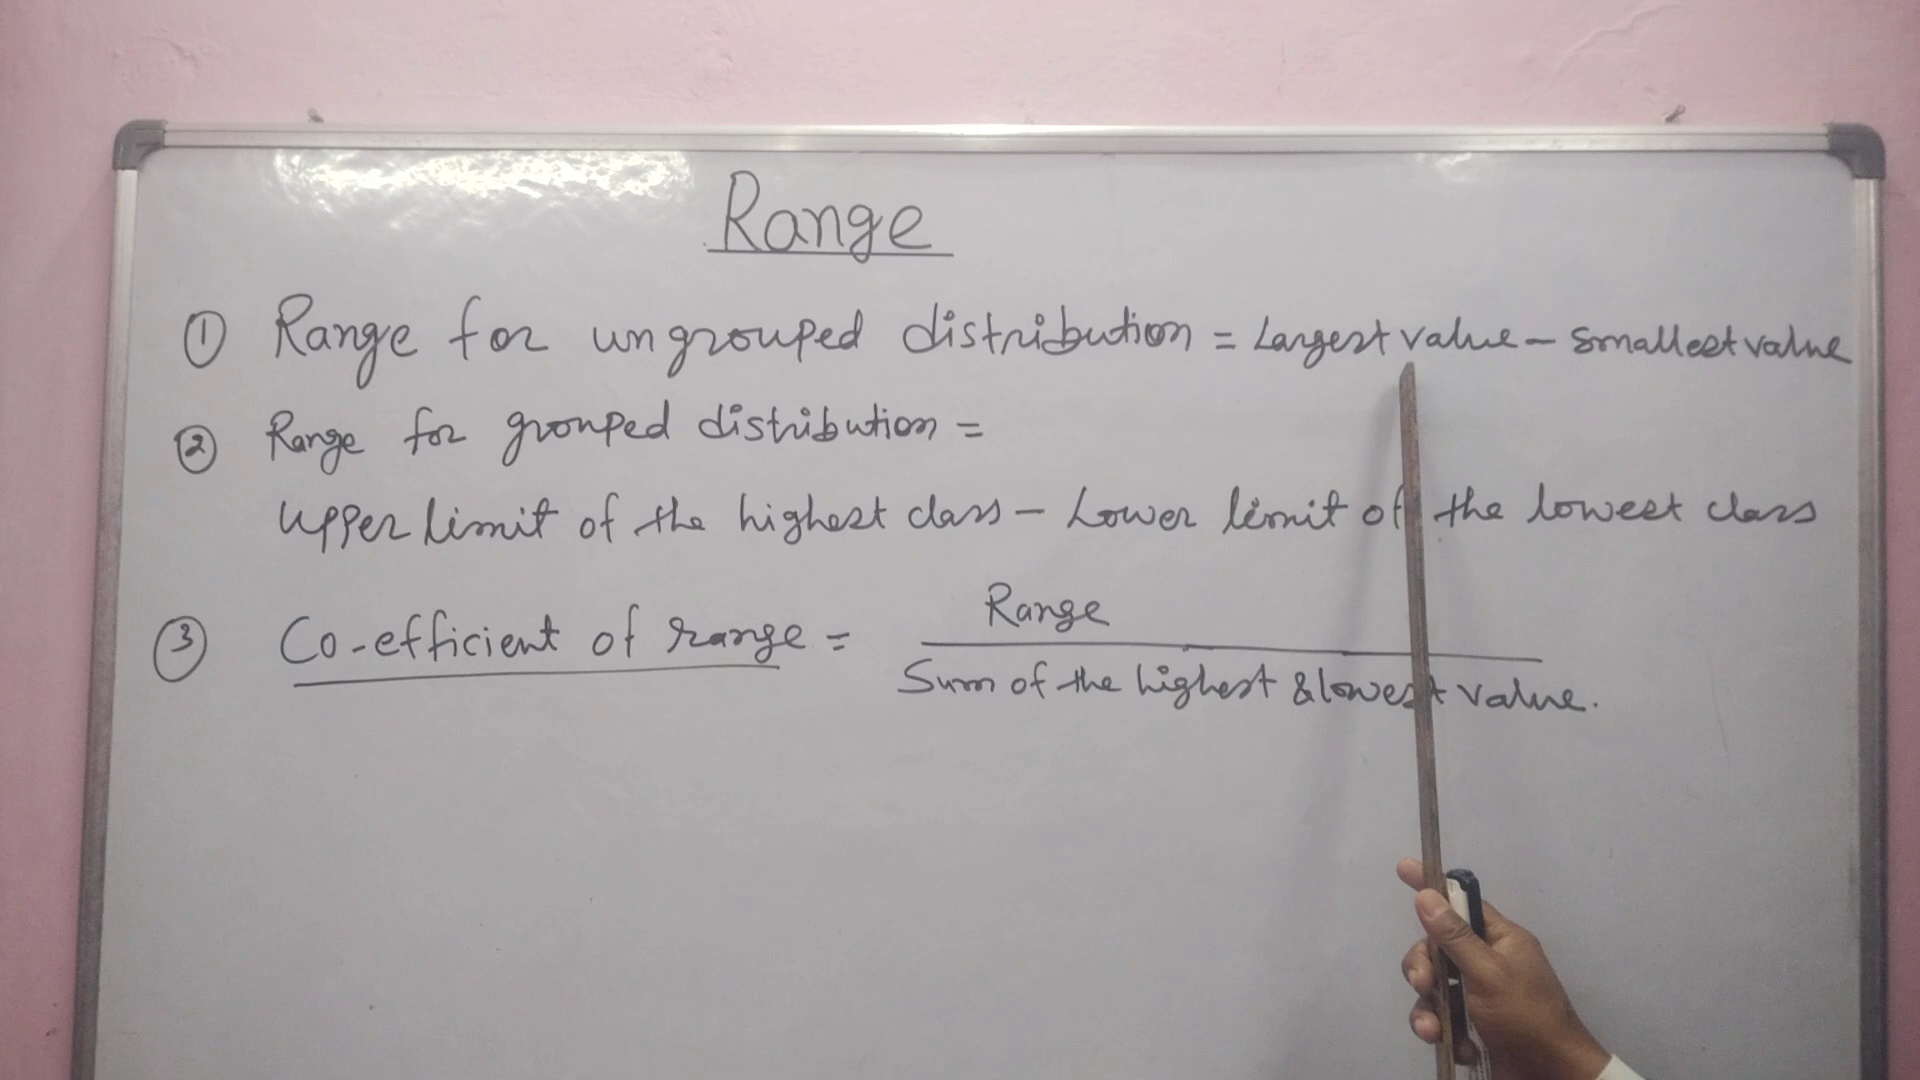 Range
① Range for ungrouped distribution = Largest value - Smallest value
② Range for grouped distribution =
Upper limit of the highest class - Lower limit of the lowest class
③ Co-efficient of range = Range
Sum of the highest & lowest value.